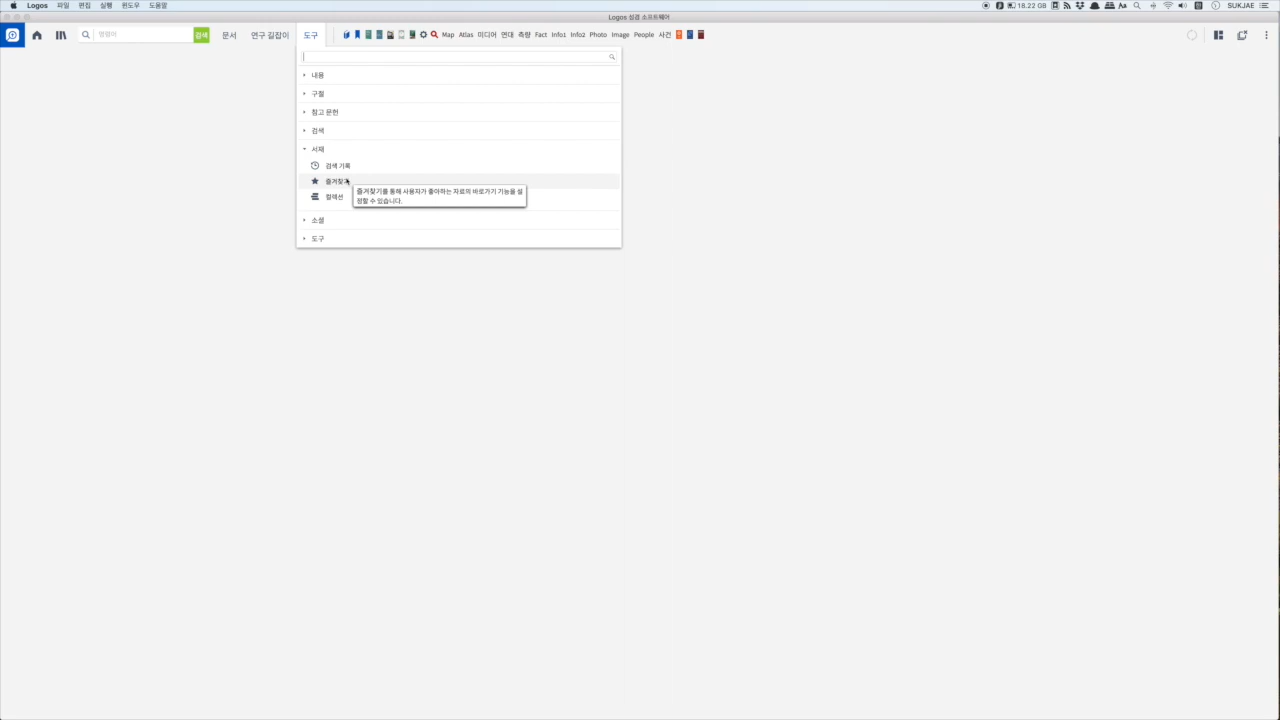 Logos 파일 편집 실행 윈도우 도움말 18.22 GB SUKJAE
Logos 성경 소프트웨어
명령어 검색 문서 연구 길잡이 도구 Map Atlas 미디어 연대 측량 Fact Info1 Info2 Photo Image People 사건
내용
구절
참고 문헌
검색
서재
검색 기록
즐겨찾기
즐겨찾기를 통해 사용자가 좋아하는 자료의 바로가기 기능을 설
정할 수 있습니다.
컬렉션
소셜
도구